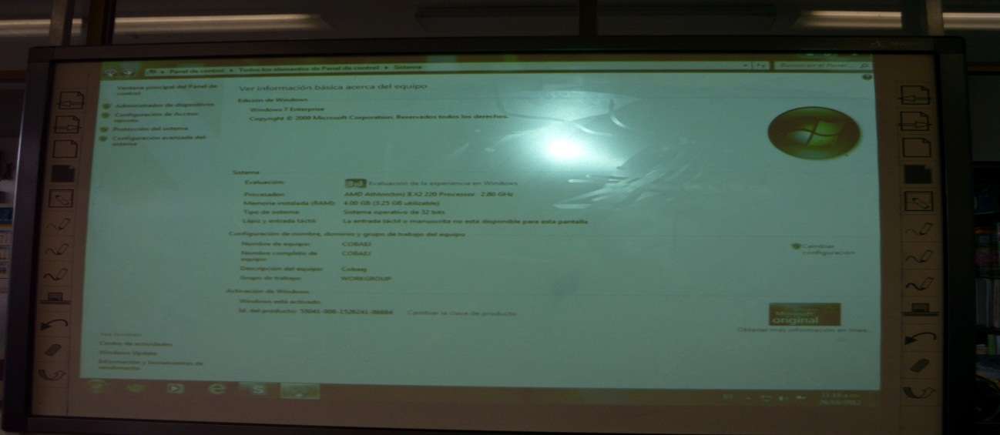 Panel de control ▸ Todos los elementos de Panel de control ▸ Sistema
Buscar en el Panel ...
Ventana principal del Panel de
control
Administrador de dispositivos
Configuración de Acceso
remoto
Protección del sistema
Configuración avanzada del
sistema
Ver información básica acerca del equipo
Edición de Windows
Windows 7 Enterprise
Copyright © 2009 Microsoft Corporation. Reservados todos los derechos.
Sistema
Evaluación: Evaluación de la experiencia en Windows
Procesador: AMD Athlon(tm) II X2 220 Processor 2.80 GHz
Memoria instalada (RAM): 4.00 GB (3.25 GB utilizable)
Tipo de sistema: Sistema operativo de 32 bits
Lápiz y entrada táctil: La entrada táctil o manuscrita no está disponible para esta pantalla
Configuración de nombre, dominio y grupo de trabajo del equipo
Nombre de equipo: COBAEJ
Cambiar
configuración
Nombre completo de
equipo: COBAEJ
Descripción del equipo: Cobaej
Grupo de trabajo: WORKGROUP
Activación de Windows
Windows está activado
Id. del producto: Cambiar la clave de producto
Microsoft
original
Obtener más información en línea...
Vea también
Centro de actividades
Windows Update
Información y herramientas de
rendimiento
ES